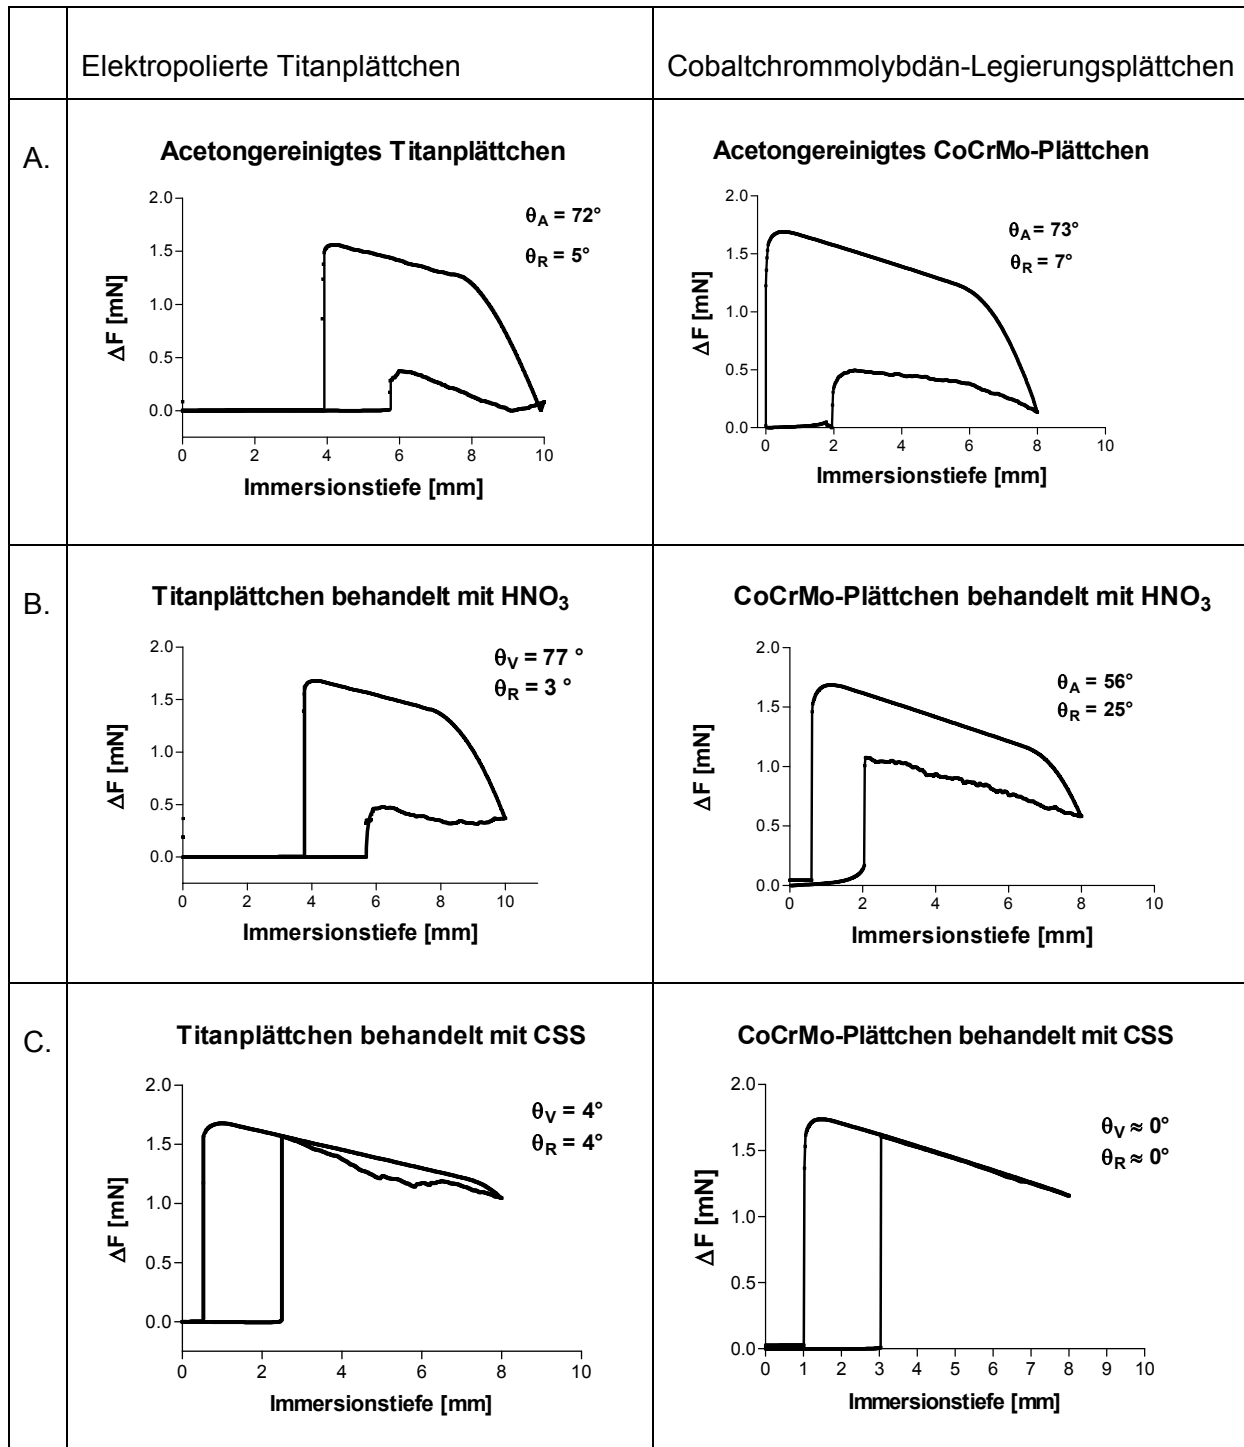 Elektropolierte Titanplättchen
Cobaltchrommolybdän-Legierungsplättchen
A.
Acetongereinigtes Titanplättchen
θA = 72°
θR = 5°
ΔF [mN]
2.0
1.5
1.0
0.5
0.0
0 2 4 6 8 10
Immersionstiefe [mm]
Acetongereinigtes CoCrMo-Plättchen
θA = 73°
θR = 7°
ΔF [mN]
2.0
1.5
1.0
0.5
0.0
0 2 4 6 8 10
Immersionstiefe [mm]
B.
Titanplättchen behandelt mit HNO3
θV = 77 °
θR = 3 °
ΔF [mN]
2.0
1.5
1.0
0.5
0.0
0 2 4 6 8 10
Immersionstiefe [mm]
CoCrMo-Plättchen behandelt mit HNO3
θA = 56°
θR = 25°
ΔF [mN]
2.0
1.5
1.0
0.5
0.0
0 2 4 6 8 10
Immersionstiefe [mm]
C.
Titanplättchen behandelt mit CSS
θV = 4°
θR = 4°
ΔF [mN]
2.0
1.5
1.0
0.5
0.0
0 2 4 6 8 10
Immersionstiefe [mm]
CoCrMo-Plättchen behandelt mit CSS
θV ≈ 0°
θR ≈ 0°
ΔF [mN]
2.0
1.5
1.0
0.5
0.0
0 1 2 3 4 5 6 7 8 9 10
Immersionstiefe [mm]